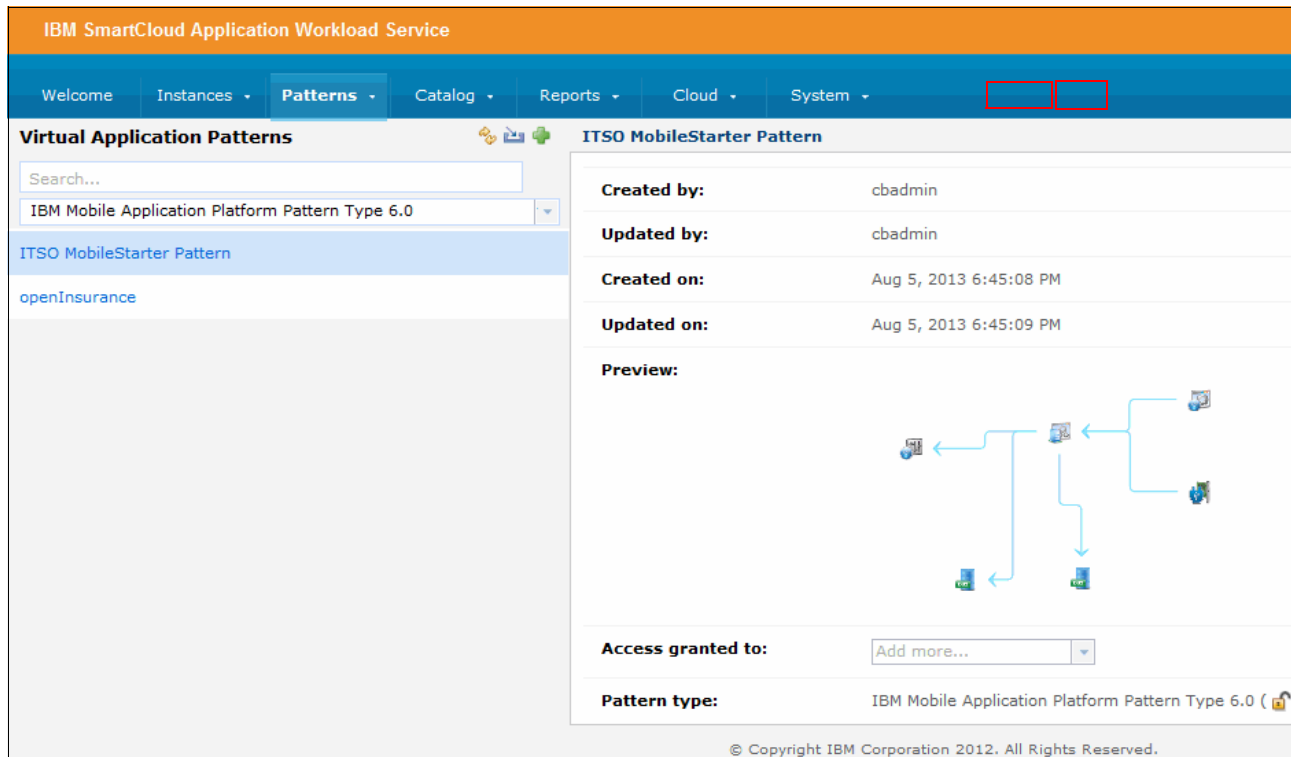 IBM SmartCloud Application Workload Service
Welcome Instances Patterns Catalog Reports Cloud System
Virtual Application Patterns
Search...
IBM Mobile Application Platform Pattern Type 6.0
ITSO MobileStarter Pattern
openInsurance
ITSO MobileStarter Pattern
Created by: cbadmin
Updated by: cbadmin
Created on: Aug 5, 2013 6:45:08 PM
Updated on: Aug 5, 2013 6:45:09 PM
Preview:
Access granted to: Add more...
Pattern type: IBM Mobile Application Platform Pattern Type 6.0 (
© Copyright IBM Corporation 2012. All Rights Reserved.